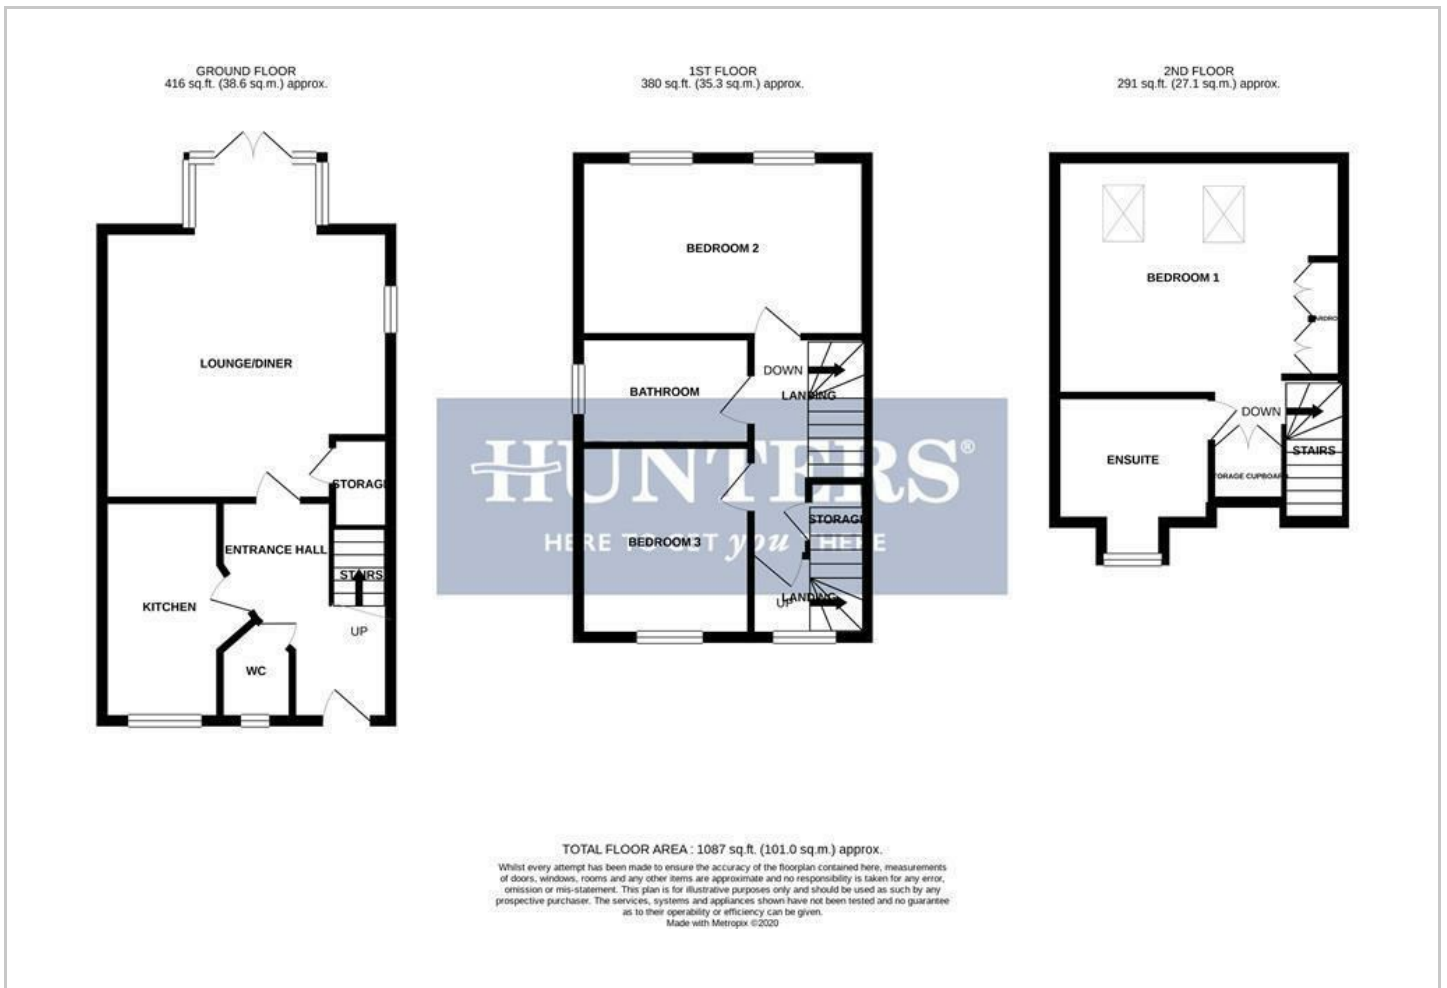 GROUND FLOOR
416 sq.ft. (38.6 sq.m.) approx.
1ST FLOOR
380 sq.ft. (35.3 sq.m.) approx.
2ND FLOOR
291 sq.ft. (27.1 sq.m.) approx.
LOUNGE/DINER
STORAGE
ENTRANCE HALL
STAIRS
KITCHEN
UP
WC
BEDROOM 2
DOWN
LANDING
BATHROOM
STORAGE
BEDROOM 3
LANDING
UP
BEDROOM 1
DOWN
ENSUITE
STAIRS
STORAGE CUPBOARD
HUNTERS®
HERE TO GET you THERE
TOTAL FLOOR AREA : 1087 sq.ft. (101.0 sq.m.) approx.
Whilst every attempt has been made to ensure the accuracy of the floorplan contained here, measurements
of doors, windows, rooms and any other items are approximate and no responsibility is taken for any error,
omission or mis-statement. This plan is for illustrative purposes only and should be used as such by any
prospective purchaser. The services, systems and appliances shown have not been tested and no guarantee
as to their operability or efficiency can be given.
Made with Metropix ©2020